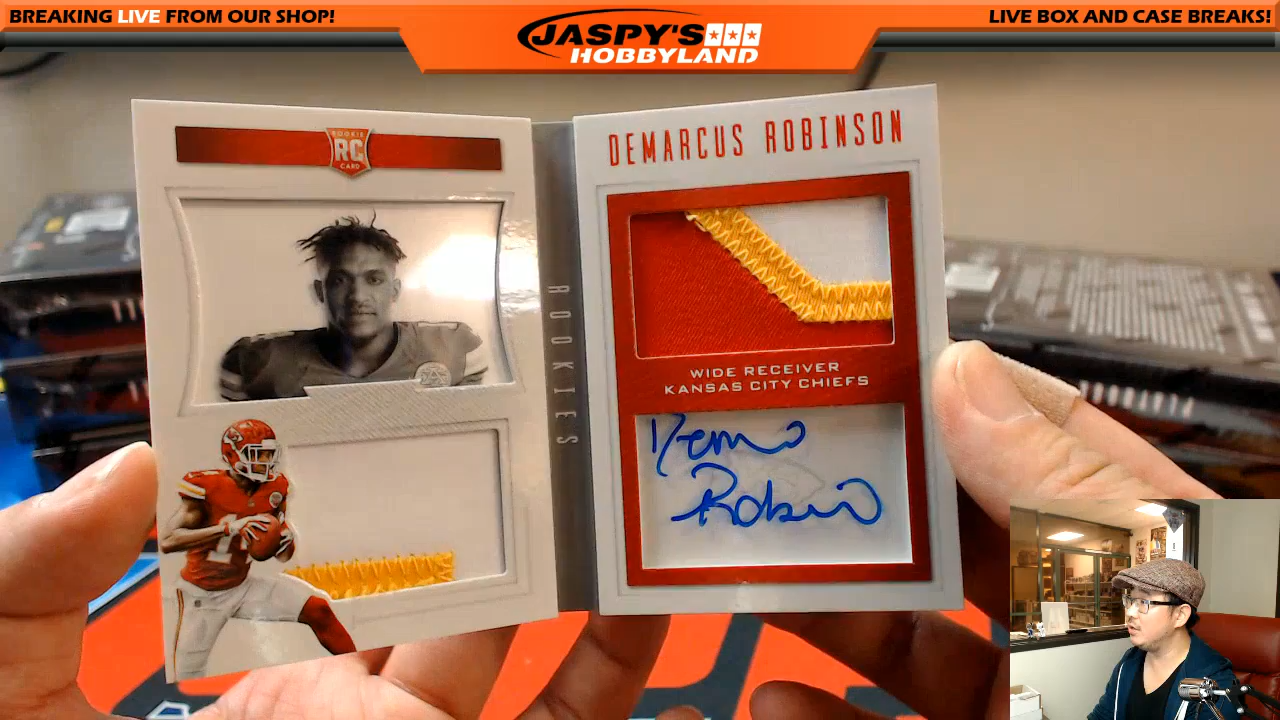 BREAKING LIVE FROM OUR SHOP!
JASPY'S
HOBBYLAND
LIVE BOX AND CASE BREAKS!
ROOKIE
RC
CARD
ROOKIES
DEMARCUS ROBINSON
WIDE RECEIVER
KANSAS CITY CHIEFS